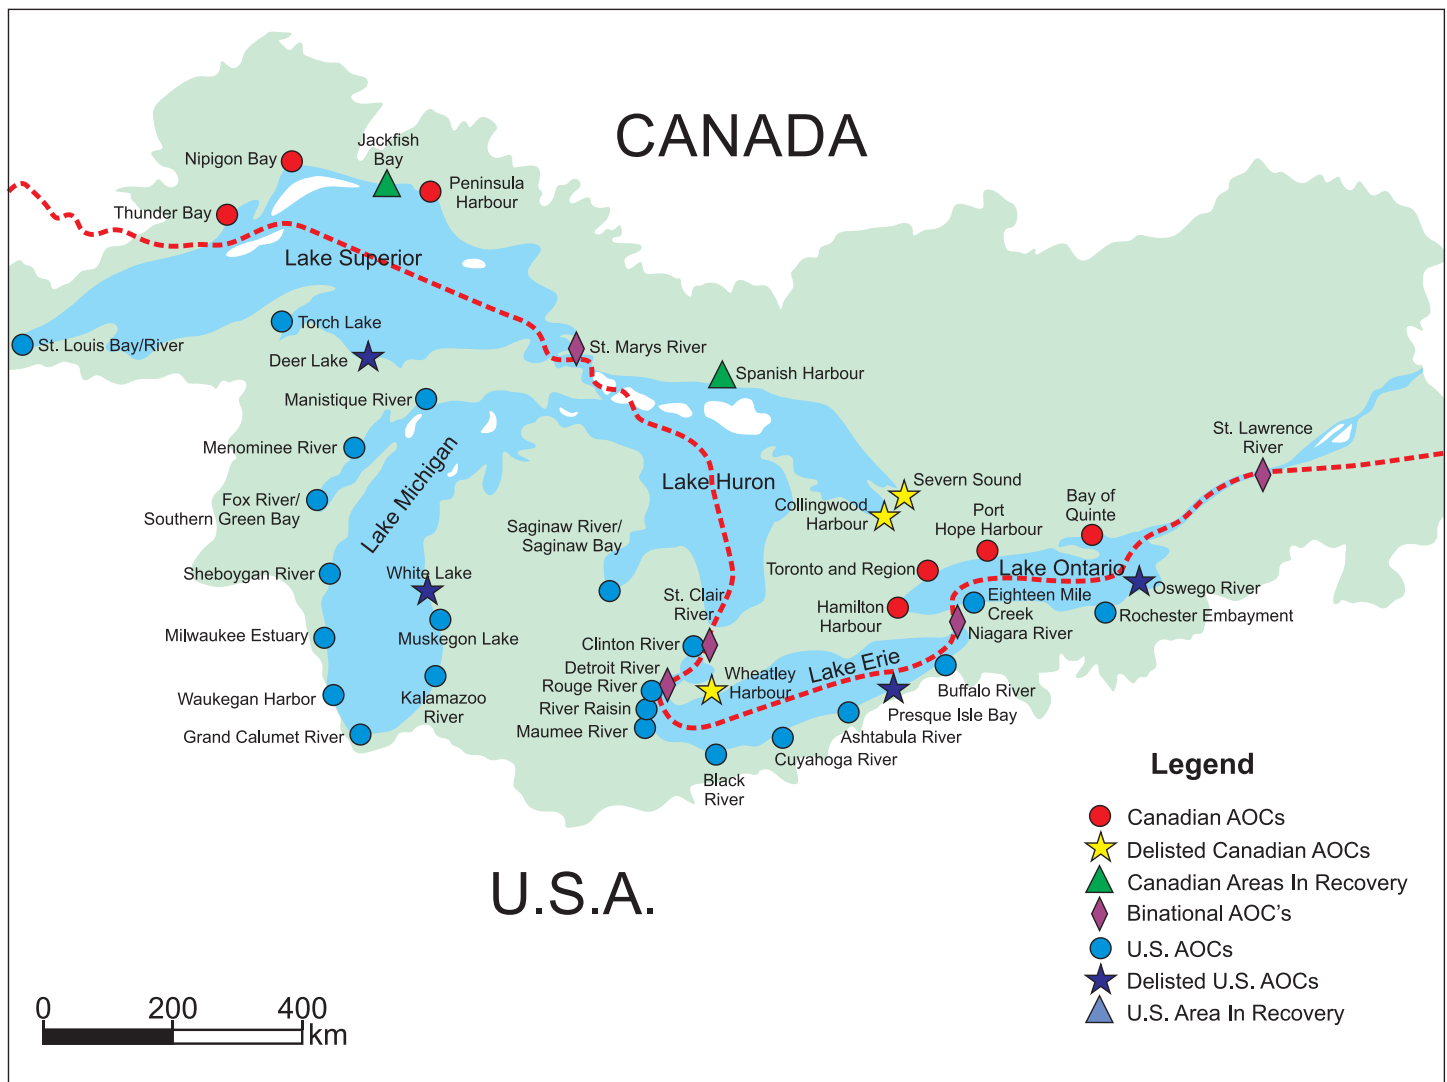 CANADA
Jackfish
Bay
Nipigon Bay
Peninsula
Harbour
Thunder Bay
Lake Superior
Torch Lake
St. Louis Bay/River
Deer Lake
St. Marys River
Spanish Harbour
Manistique River
Menominee River
Lake Michigan
St. Lawrence
River
Fox River/
Southern Green Bay
Lake Huron
Severn Sound
Collingwood
Harbour
Port
Hope Harbour
Bay of
Quinte
Saginaw River/
Saginaw Bay
Sheboygan River
White Lake
Toronto and Region
Lake Ontario
Oswego River
St. Clair
River
Hamilton
Harbour
Eighteen Mile
Creek
Rochester Embayment
Milwaukee Estuary
Muskegon Lake
Clinton River
Niagara River
Detroit River
Wheatley
Harbour
Lake Erie
Rouge River
Buffalo River
Waukegan Harbor
Kalamazoo
River
River Raisin
Presque Isle Bay
Grand Calumet River
Maumee River
Ashtabula River
Cuyahoga River
Black
River
U.S.A.
Legend
Canadian AOCs
Delisted Canadian AOCs
Canadian Areas In Recovery
Binational AOC's
U.S. AOCs
Delisted U.S. AOCs
U.S. Area In Recovery
0 200 400
km